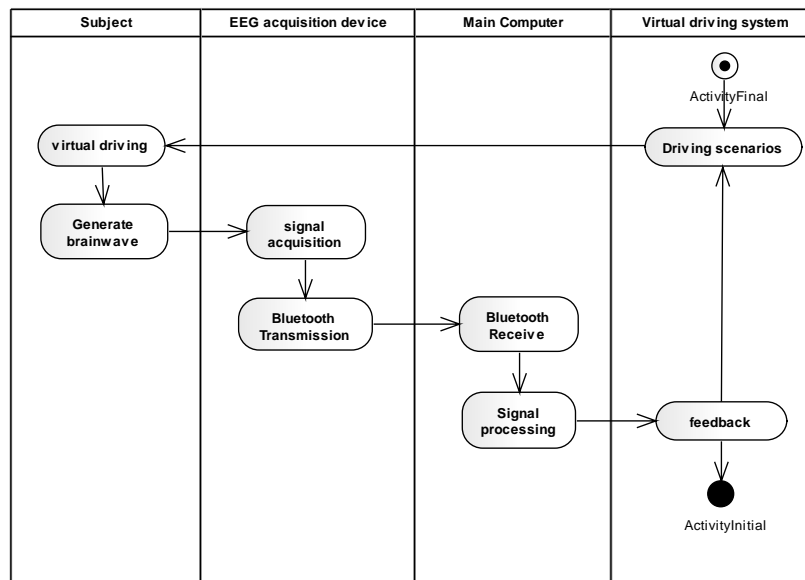 Subject
EEG acquisition device
Main Computer
Virtual driving system
ActivityFinal
virtual driving
Driving scenarios
Generate
brainwave
signal
acquisition
Bluetooth
Transmission
Bluetooth
Receive
Signal
processing
feedback
ActivityInitial